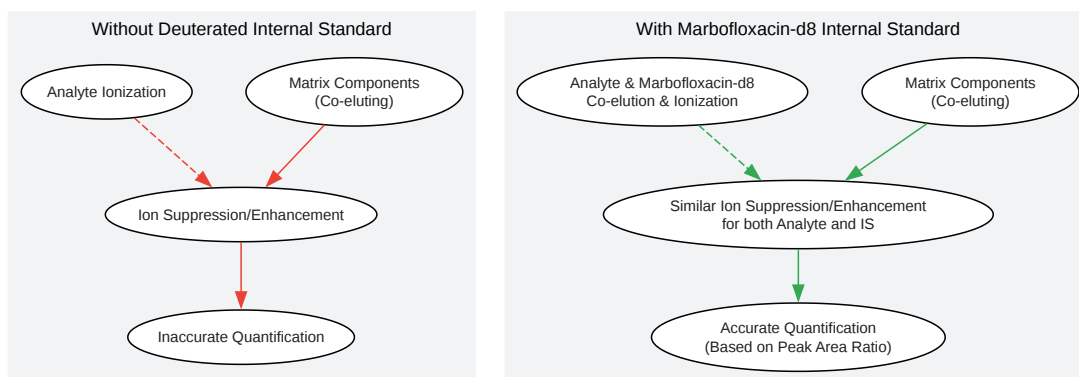 Without Deuterated Internal Standard
Analyte Ionization
Matrix Components
(Co-eluting)
Ion Suppression/Enhancement
Inaccurate Quantification
With Marbofloxacin-d8 Internal Standard
Analyte & Marbofloxacin-d8
Co-elution & Ionization
Matrix Components
(Co-eluting)
Similar Ion Suppression/Enhancement
for both Analyte and IS
Accurate Quantification
(Based on Peak Area Ratio)